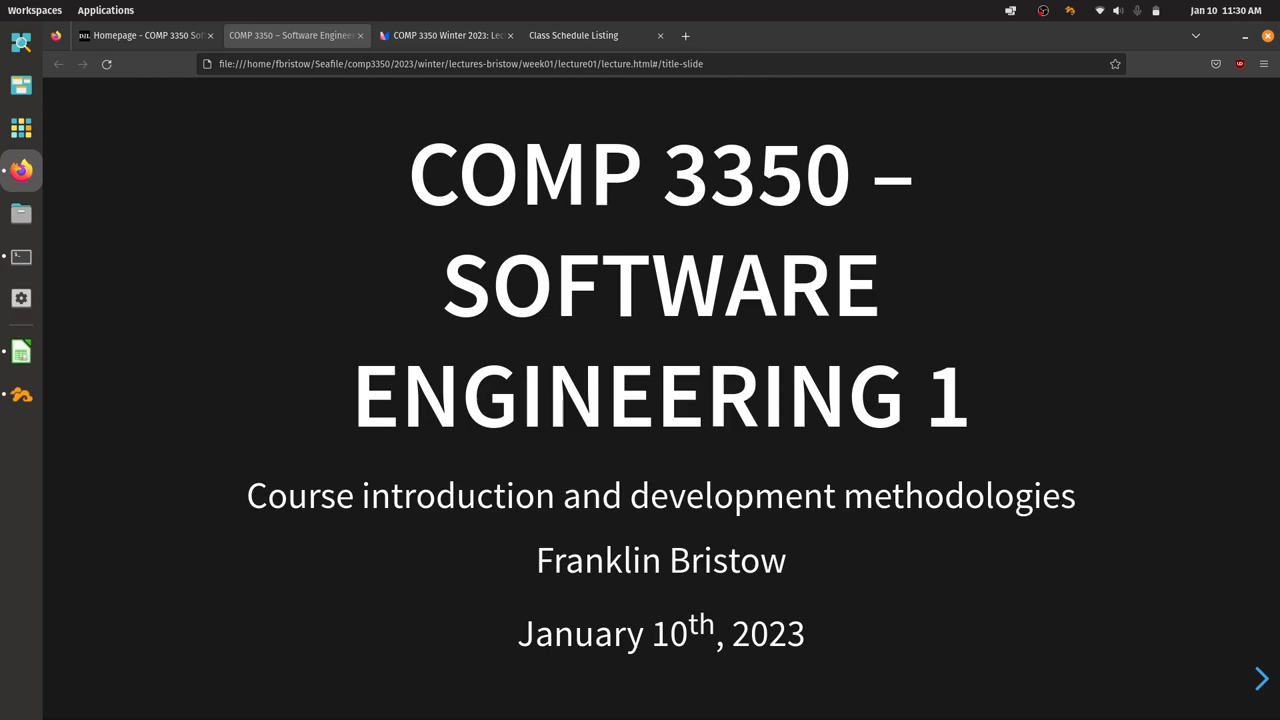 Workspaces Applications Jan 10 11:30 AM
Homepage - COMP 3350 Sof COMP 3350 – Software Enginee COMP 3350 Winter 2023: Lec Class Schedule Listing
file:///home/fbristow/Seafile/comp3350/2023/winter/lectures-bristow/week01/lecture01/lecture.html#/title-slide
COMP 3350 –
SOFTWARE
ENGINEERING 1
Course introduction and development methodologies
Franklin Bristow
January 10th, 2023